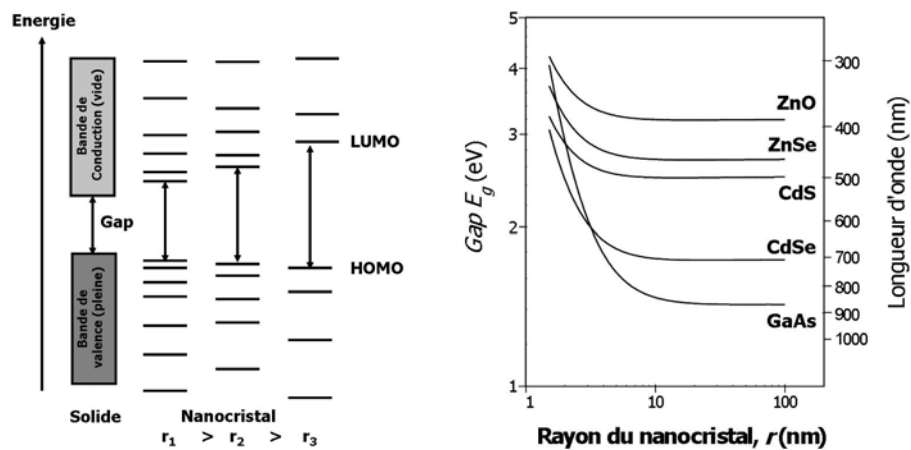 Energie
Bande de
Conduction (vide)
Gap
Bande de
valence (pleine)
LUMO
HOMO
Solide
Nanocristal
r1 > r2 > r3
Gap Eg (eV)
5
4
3
2
1
ZnO
ZnSe
CdS
CdSe
GaAs
300
400
500
600
700
800
900
1000
Longueur d'onde (nm)
1
10
100
Rayon du nanocristal, r (nm)